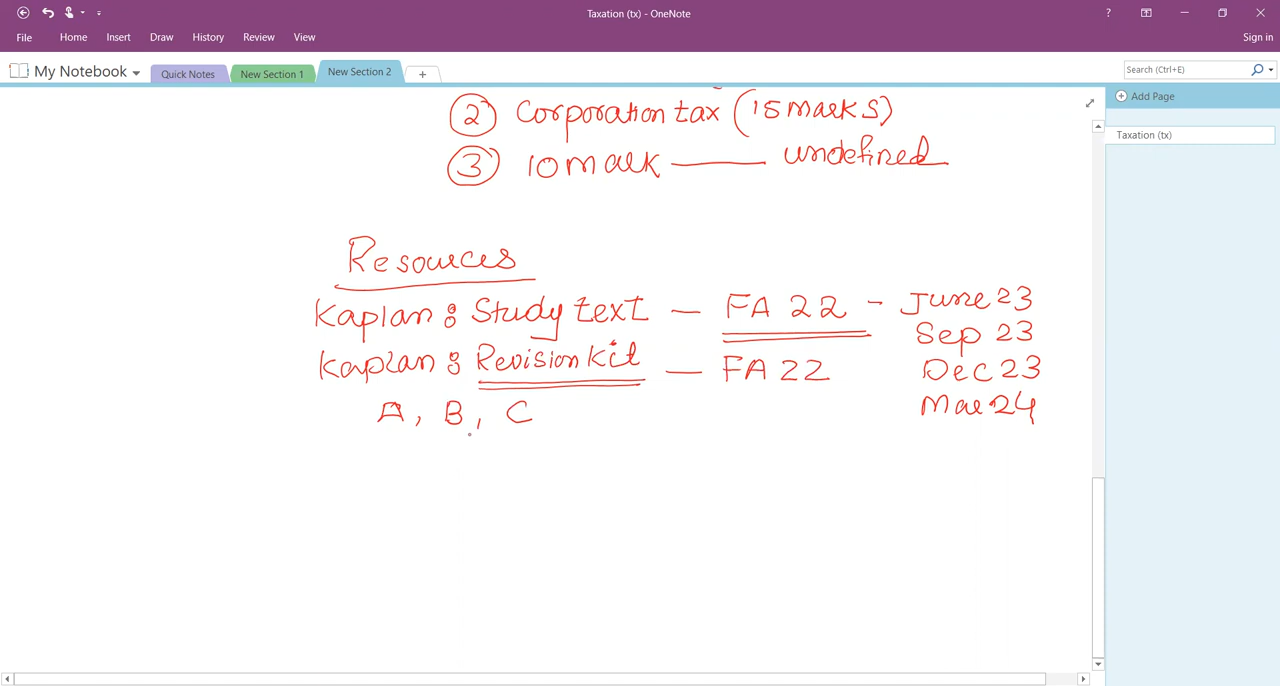 Taxation (tx) - OneNote
?
File Home Insert Draw History Review View
Sign in
My Notebook Quick Notes New Section 1 New Section 2 +
Search (Ctrl+E)
Add Page
Taxation (tx)
2 Corporation tax (15 Marks)
3 10 Mark — undefined
Resouces
Kaplan : Study text — FA 22 - June 23
Sep 23
Kaplan : Revision Kit — FA 22 Dec 23
A, B, C Mar 24